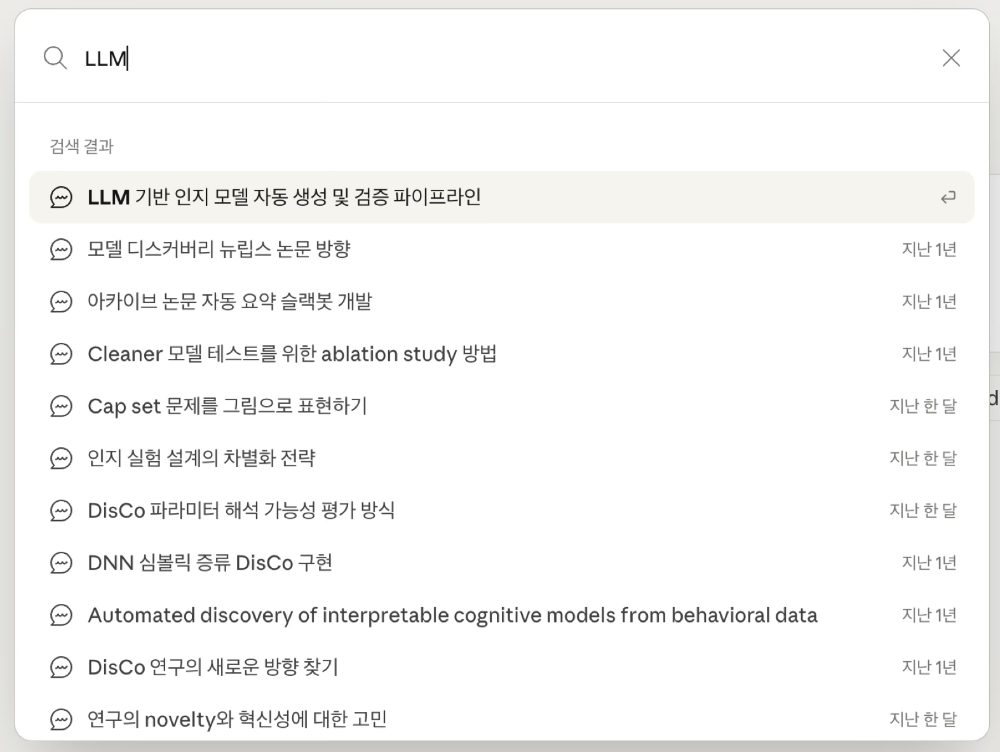 LLM
검색 결과
LLM 기반 인지 모델 자동 생성 및 검증 파이프라인
모델 디스커버리 뉴립스 논문 방향 지난 1년
아카이브 논문 자동 요약 슬랙봇 개발 지난 1년
Cleaner 모델 테스트를 위한 ablation study 방법 지난 1년
Cap set 문제를 그림으로 표현하기 지난 한 달
인지 실험 설계의 차별화 전략 지난 한 달
DisCo 파라미터 해석 가능성 평가 방식 지난 한 달
DNN 심볼릭 증류 DisCo 구현 지난 1년
Automated discovery of interpretable cognitive models from behavioral data 지난 1년
DisCo 연구의 새로운 방향 찾기 지난 1년
연구의 novelty와 혁신성에 대한 고민 지난 한 달